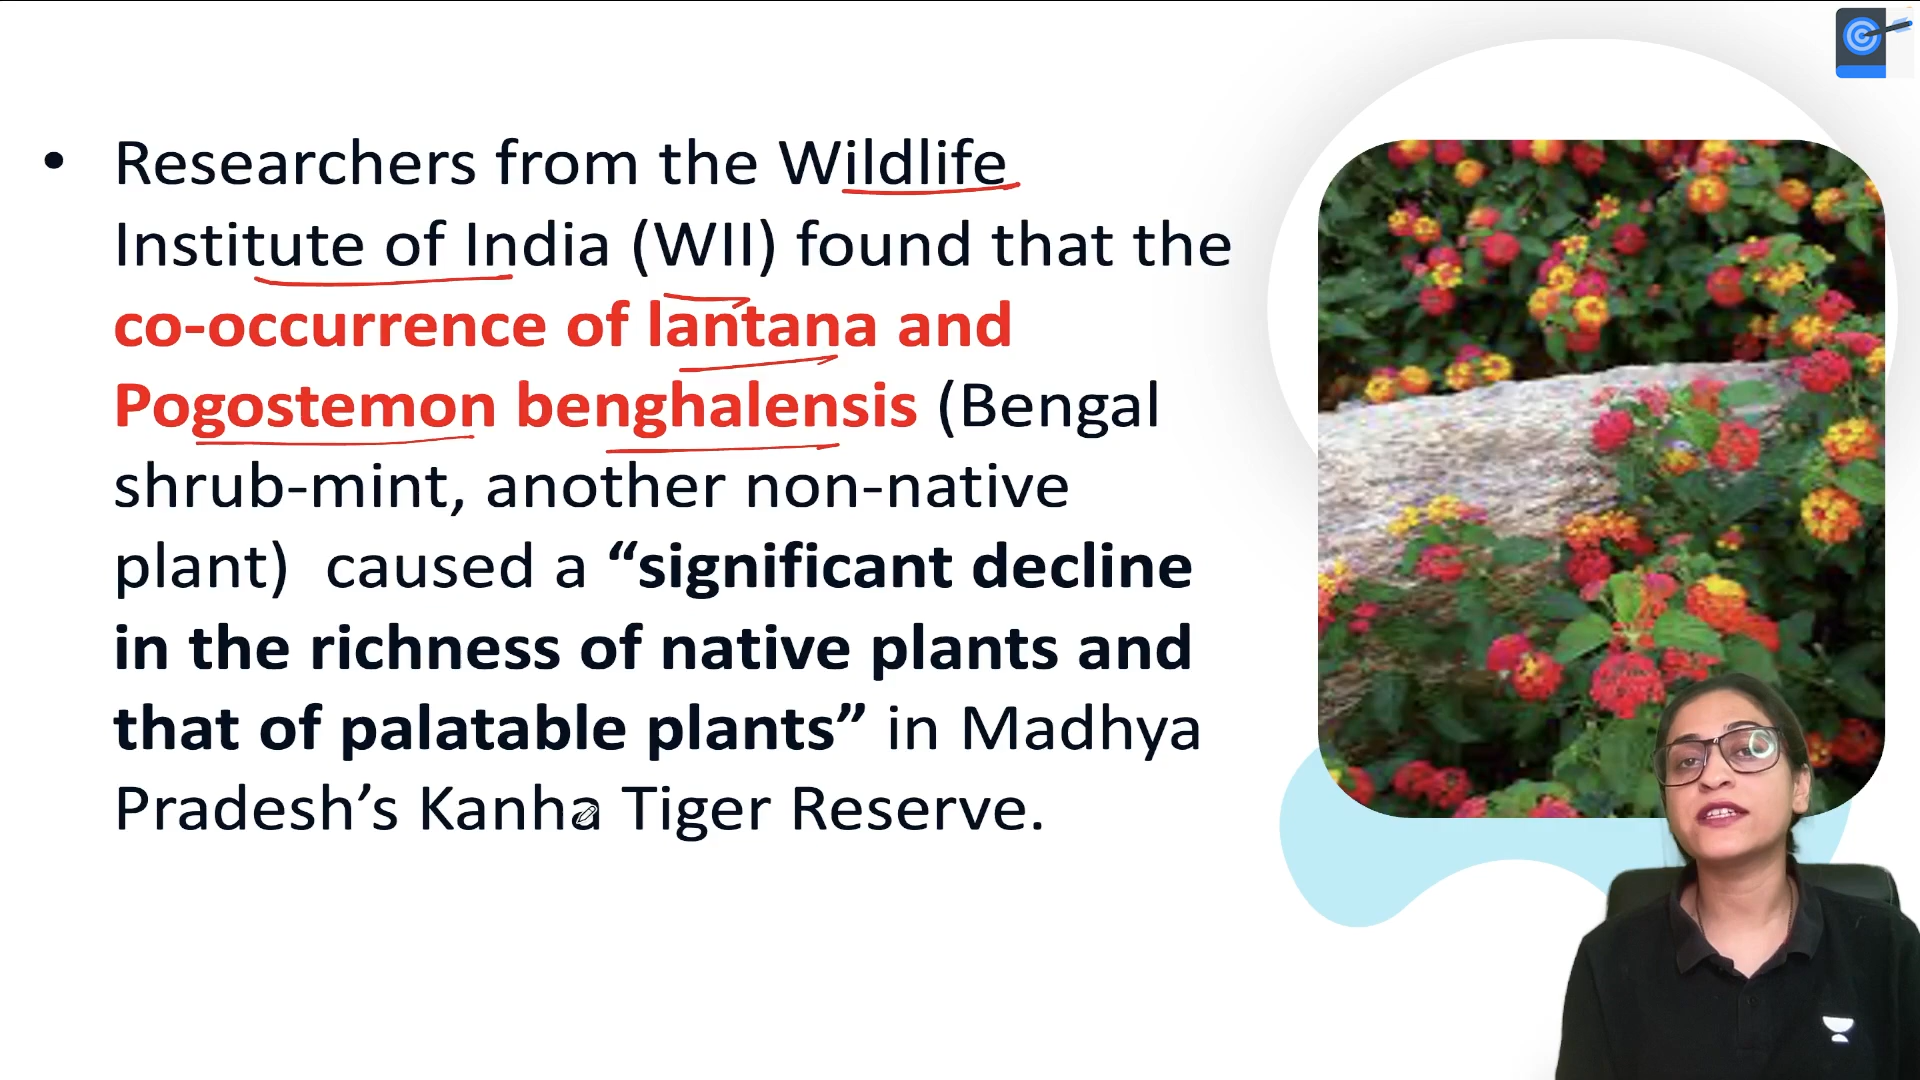 • Researchers from the Wildlife
Institute of India (WII) found that the
co-occurrence of lantana and
Pogostemon benghalensis (Bengal
shrub-mint, another non-native
plant)  caused a “significant decline
in the richness of native plants and
that of palatable plants” in Madhya
Pradesh’s Kanha Tiger Reserve.